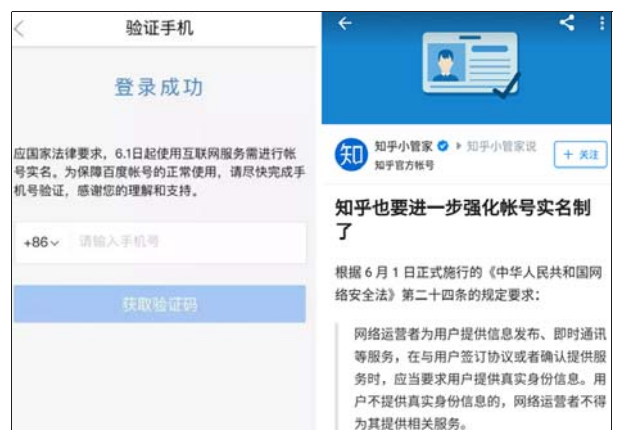 验证手机
登录成功
应国家法律要求，6.1日起使用互联网服务需进行帐
号实名。为保障百度帐号的正常使用，请尽快完成手
机号验证，感谢您的理解和支持。
+86
请输入手机号
获取验证码
知
知乎小管家 知乎小管家说
知乎官方帐号
+ 关注
知乎也要进一步强化帐号实名制
了
根据 6 月 1 日正式施行的《中华人民共和国网
络安全法》第二十四条的规定要求：
网络运营者为用户提供信息发布、即时通讯
等服务，在与用户签订协议或者确认提供服
务时，应当要求用户提供真实身份信息。用
户不提供真实身份信息的，网络运营者不得
为其提供相关服务。